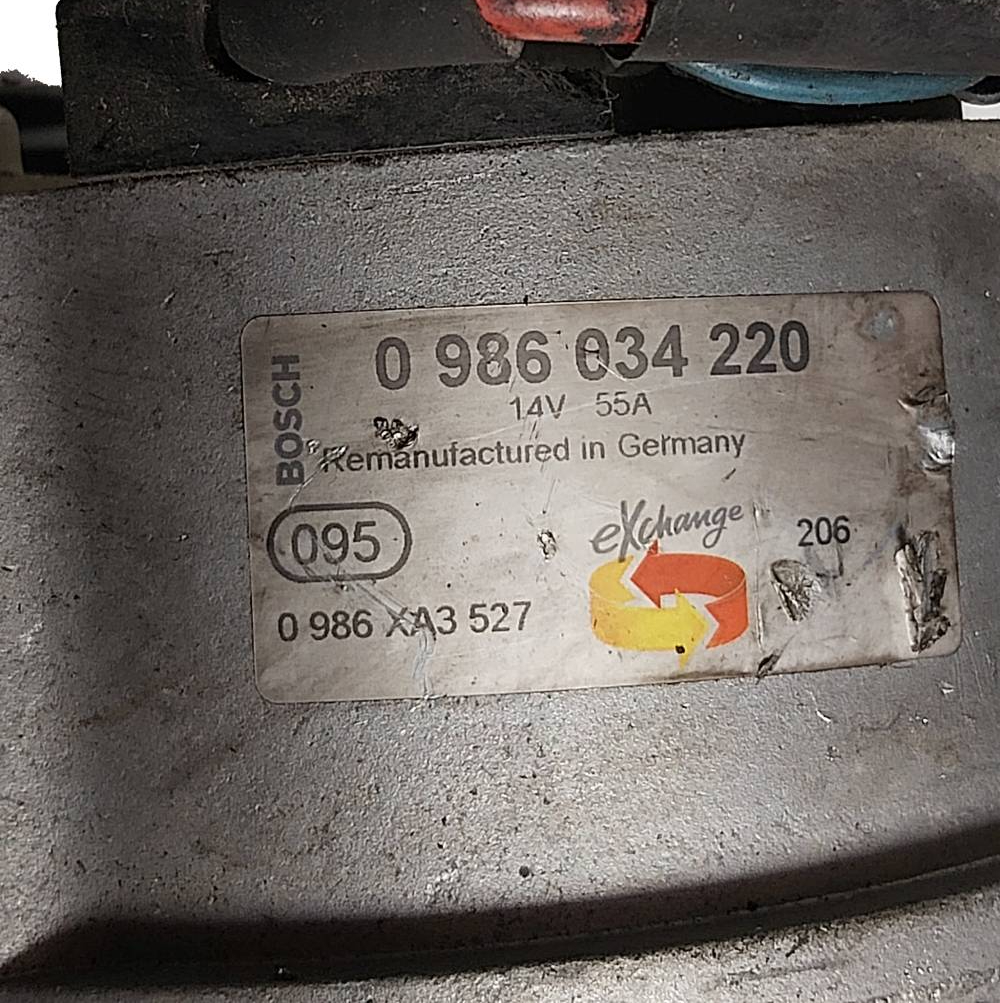 BOSCH
0 986 034 220
14V 55A
Remanufactured in Germany
095
eXchange
206
0 986 XA3 527